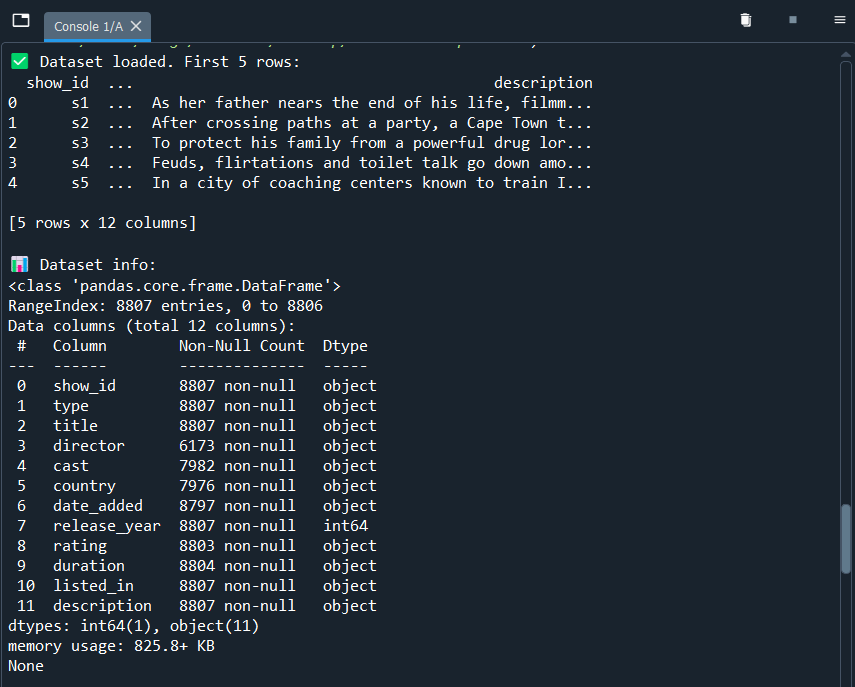 Console 1/A
✅ Dataset loaded. First 5 rows:
show_id ... description
0 s1 ... As her father nears the end of his life, filmm...
1 s2 ... After crossing paths at a party, a Cape Town t...
2 s3 ... To protect his family from a powerful drug lor...
3 s4 ... Feuds, flirtations and toilet talk go down amo...
4 s5 ... In a city of coaching centers known to train I...
[5 rows x 12 columns]
📊 Dataset info:
<class 'pandas.core.frame.DataFrame'>
RangeIndex: 8807 entries, 0 to 8806
Data columns (total 12 columns):
# Column Non-Null Count Dtype
--- ------ -------------- -----
0 show_id 8807 non-null object
1 type 8807 non-null object
2 title 8807 non-null object
3 director 6173 non-null object
4 cast 7982 non-null object
5 country 7976 non-null object
6 date_added 8797 non-null object
7 release_year 8807 non-null int64
8 rating 8803 non-null object
9 duration 8804 non-null object
10 listed_in 8807 non-null object
11 description 8807 non-null object
dtypes: int64(1), object(11)
memory usage: 825.8+ KB
None